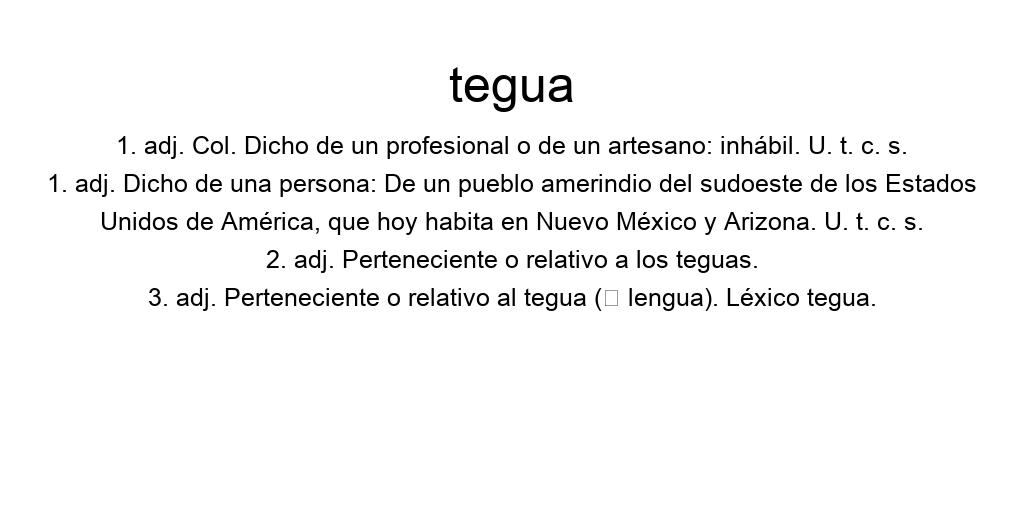 tegua
1. adj. Col. Dicho de un profesional o de un artesano: inhábil. U. t. c. s.
1. adj. Dicho de una persona: De un pueblo amerindio del sudoeste de los Estados
Unidos de América, que hoy habita en Nuevo México y Arizona. U. t. c. s.
2. adj. Perteneciente o relativo a los teguas.
3. adj. Perteneciente o relativo al tegua (□ lengua). Léxico tegua.